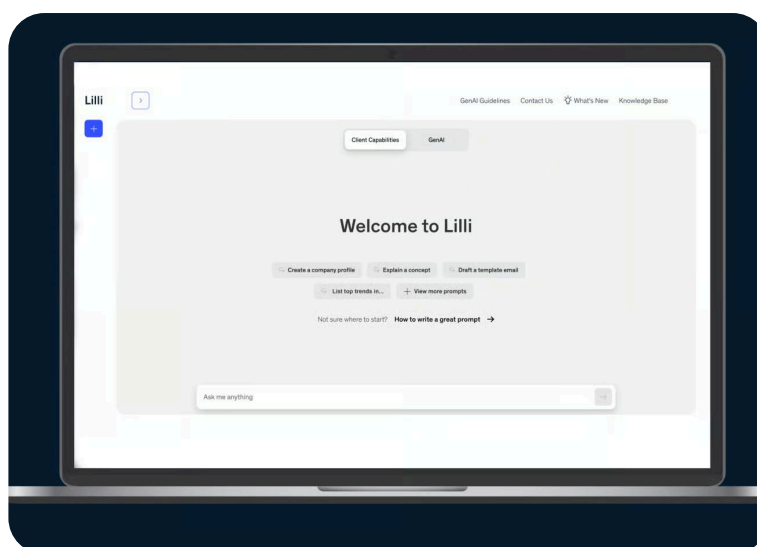 Lilli
GenAI Guidelines Contact Us What's New Knowledge Base
Client Capabilities GenAI
Welcome to Lilli
Create a company profile Explain a concept Draft a template email
List top trends in... View more prompts
Not sure where to start? How to write a great prompt →
Ask me anything